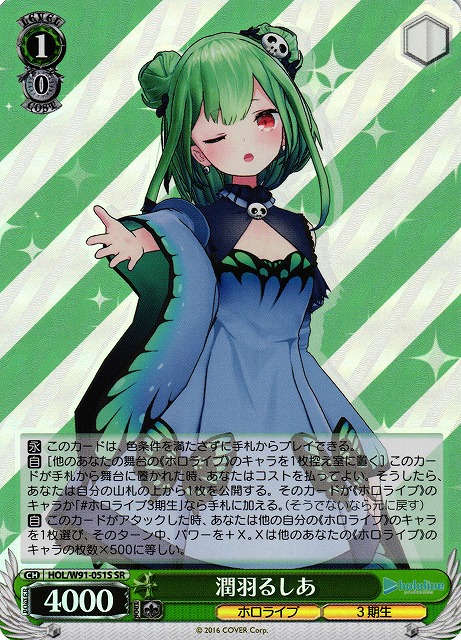 LEVEL
1
0
COST
永 このカードは、色条件を満たさずに手札からプレイできる。
自 [他のあなたの舞台の《ホロライブ》のキャラを1枚控え室に置く] このカー
ドが手札から舞台に置かれた時、あなたはコストを払ってよい。そうしたら、
あなたは自分の山札の上から1枚を公開する。そのカードが《ホロライブ》の
キャラか「#ホロライブ3期生」なら手札に加える。(そうでないなら元に戻す)
自 このカードがアタックした時、あなたは他の自分の《ホロライブ》のキャラ
を1枚選び、そのターン中、パワーを+X。Xは他のあなたの《ホロライブ》の
キャラの枚数×500に等しい。
CH HOL/W91-051S SR
POWER 4000
潤羽るしあ
hololive
ホロライブ 3期生
© 2016 COVER Corp.